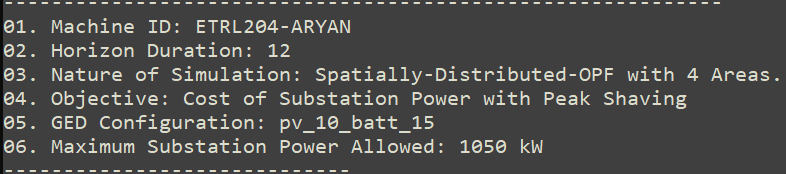 ---------------------------------------------------------------
01. Machine ID: ETRL204-ARYAN
02. Horizon Duration: 12
03. Nature of Simulation: Spatially-Distributed-OPF with 4 Areas.
04. Objective: Cost of Substation Power with Peak Shaving
05. GED Configuration: pv_10_batt_15
06. Maximum Substation Power Allowed: 1050 kW
------------------------------